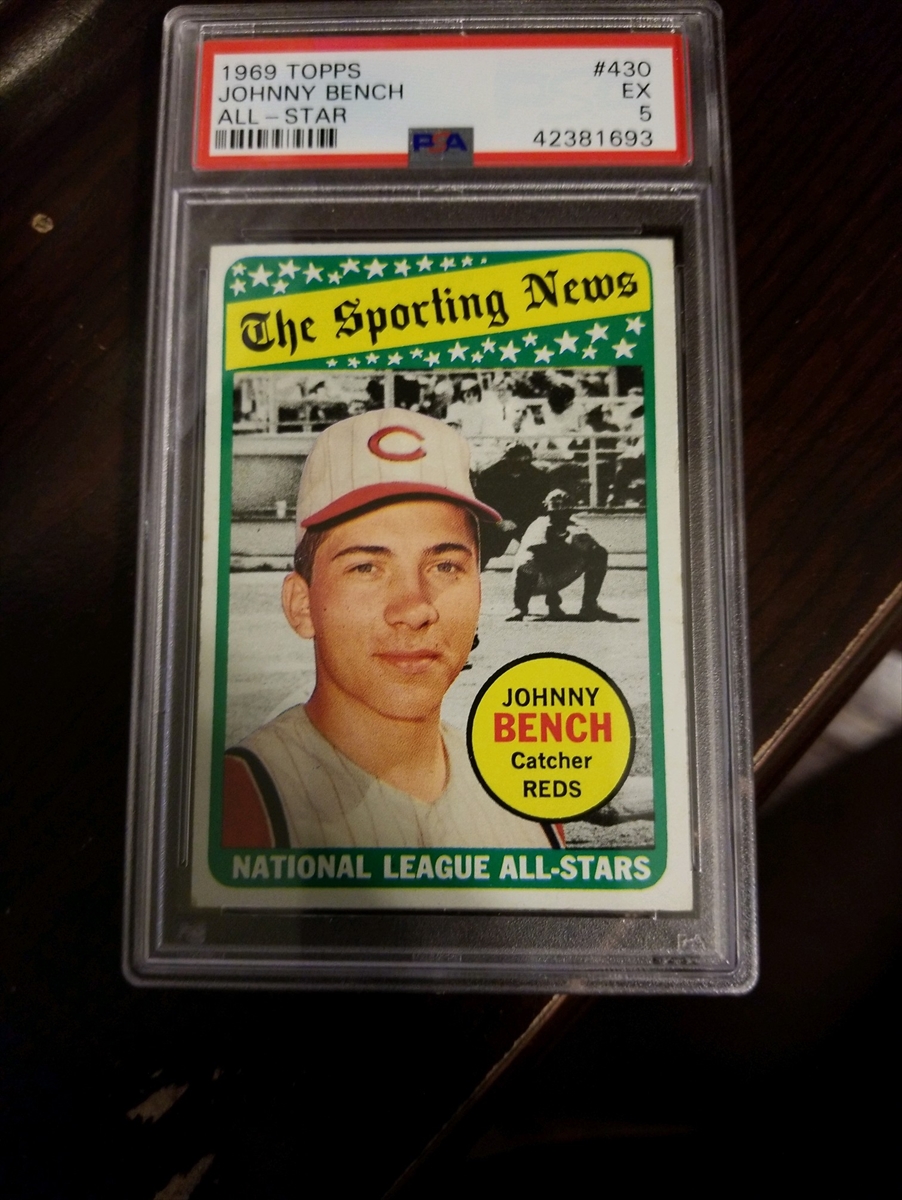 1969 TOPPS #430
JOHNNY BENCH EX
ALL-STAR 5
PSA 42381693
The Sporting News
C
JOHNNY
BENCH
Catcher
REDS
NATIONAL LEAGUE ALL-STARS